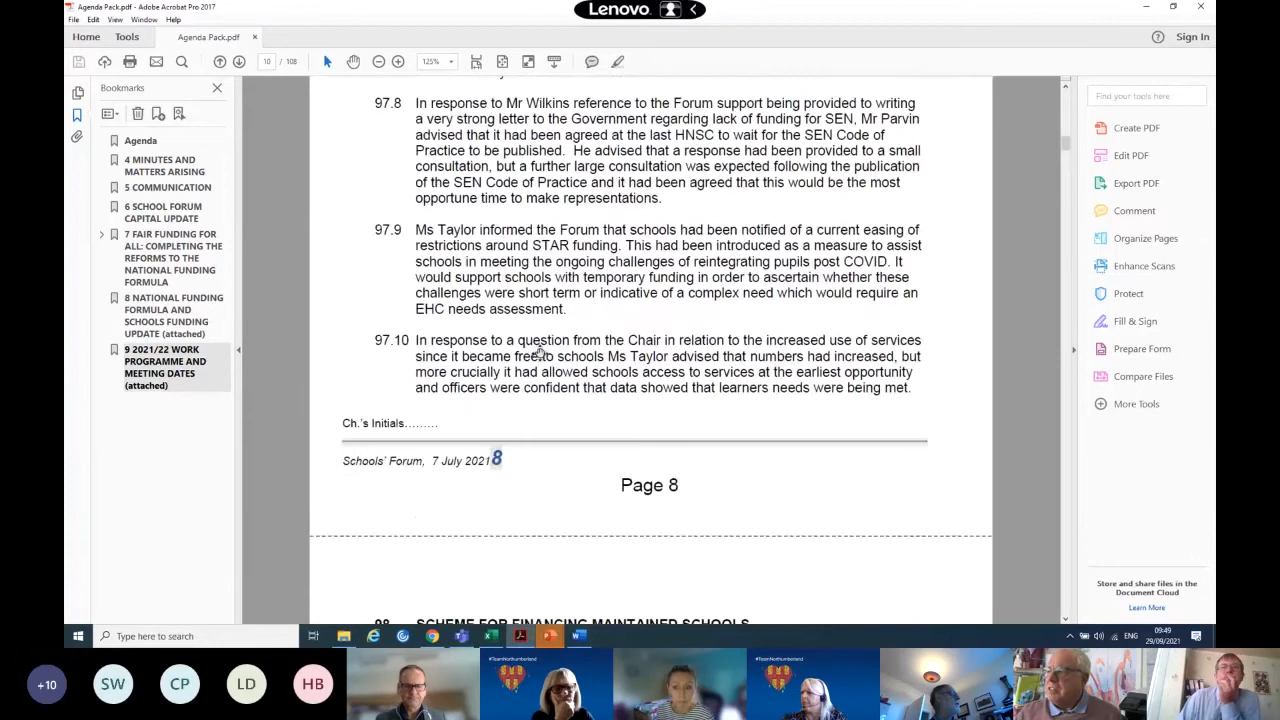 Agenda Pack.pdf - Adobe Acrobat Pro 2017
Lenovo
File Edit View Window Help
Home Tools Agenda Pack.pdf Sign In
10 / 108 125%
Bookmarks
Agenda
4 MINUTES AND
MATTERS ARISING
5 COMMUNICATION
6 SCHOOL FORUM
CAPITAL UPDATE
7 FAIR FUNDING FOR
ALL: COMPLETING THE
REFORMS TO THE
NATIONAL FUNDING
FORMULA
8 NATIONAL FUNDING
FORMULA AND
SCHOOLS FUNDING
UPDATE (attached)
9 2021/22 WORK
PROGRAMME AND
MEETING DATES
(attached)
97.8 In response to Mr Wilkins reference to the Forum support being provided to writing
a very strong letter to the Government regarding lack of funding for SEN, Mr Parvin
advised that it had been agreed at the last HNSC to wait for the SEN Code of
Practice to be published. He advised that a response had been provided to a small
consultation, but a further large consultation was expected following the publication
of the SEN Code of Practice and it had been agreed that this would be the most
opportune time to make representations.
97.9 Ms Taylor informed the Forum that schools had been notified of a current easing of
restrictions around STAR funding. This had been introduced as a measure to assist
schools in meeting the ongoing challenges of reintegrating pupils post COVID. It
would support schools with temporary funding in order to ascertain whether these
challenges were short term or indicative of a complex need which would require an
EHC needs assessment.
97.10 In response to a question from the Chair in relation to the increased use of services
since it became free to schools Ms Taylor advised that numbers had increased, but
more crucially it had allowed schools access to services at the earliest opportunity
and officers were confident that data showed that learners needs were being met.
Ch.'s Initials.........
Schools' Forum, 7 July 2021 8
Page 8
98 SCHEME FOR FINANCING MAINTAINED SCHOOLS
Find your tools here
Create PDF
Edit PDF
Export PDF
Comment
Organize Pages
Enhance Scans
Protect
Fill & Sign
Prepare Form
Compare Files
More Tools
Store and share files in the
Document Cloud
Learn More
Type here to search
ENG
09:49
29/09/2021
+10 SW CP LD HB
#TeamNorthumberland
#TeamNorthumberland